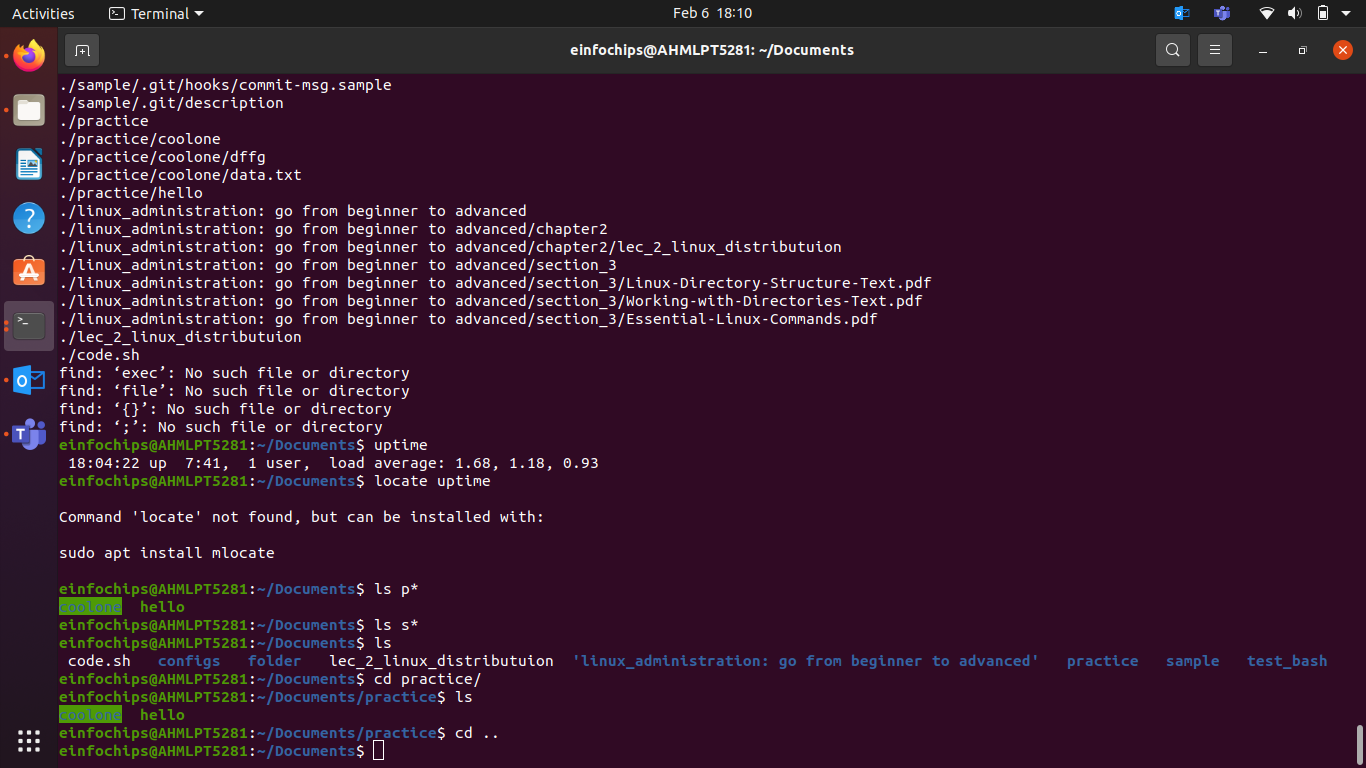 Activities Terminal Feb 6 18:10
einfochips@AHMLPT5281: ~/Documents
./sample/.git/hooks/commit-msg.sample
./sample/.git/description
./practice
./practice/coolone
./practice/coolone/dffg
./practice/coolone/data.txt
./practice/hello
./linux_administration: go from beginner to advanced
./linux_administration: go from beginner to advanced/chapter2
./linux_administration: go from beginner to advanced/chapter2/lec_2_linux_distributuion
./linux_administration: go from beginner to advanced/section_3
./linux_administration: go from beginner to advanced/section_3/Linux-Directory-Structure-Text.pdf
./linux_administration: go from beginner to advanced/section_3/Working-with-Directories-Text.pdf
./linux_administration: go from beginner to advanced/section_3/Essential-Linux-Commands.pdf
./lec_2_linux_distributuion
./code.sh
find: ‘exec’: No such file or directory
find: ‘file’: No such file or directory
find: ‘{}’: No such file or directory
find: ‘;’: No such file or directory
einfochips@AHMLPT5281:~/Documents$ uptime
 18:04:22 up  7:41,  1 user,  load average: 1.68, 1.18, 0.93
einfochips@AHMLPT5281:~/Documents$ locate uptime
Command 'locate' not found, but can be installed with:
sudo apt install mlocate
einfochips@AHMLPT5281:~/Documents$ ls p*
coolone  hello
einfochips@AHMLPT5281:~/Documents$ ls s*
einfochips@AHMLPT5281:~/Documents$ ls
 code.sh   configs   folder   lec_2_linux_distributuion  'linux_administration: go from beginner to advanced'   practice   sample   test_bash
einfochips@AHMLPT5281:~/Documents$ cd practice/
einfochips@AHMLPT5281:~/Documents/practice$ ls
coolone  hello
einfochips@AHMLPT5281:~/Documents/practice$ cd ..
einfochips@AHMLPT5281:~/Documents$